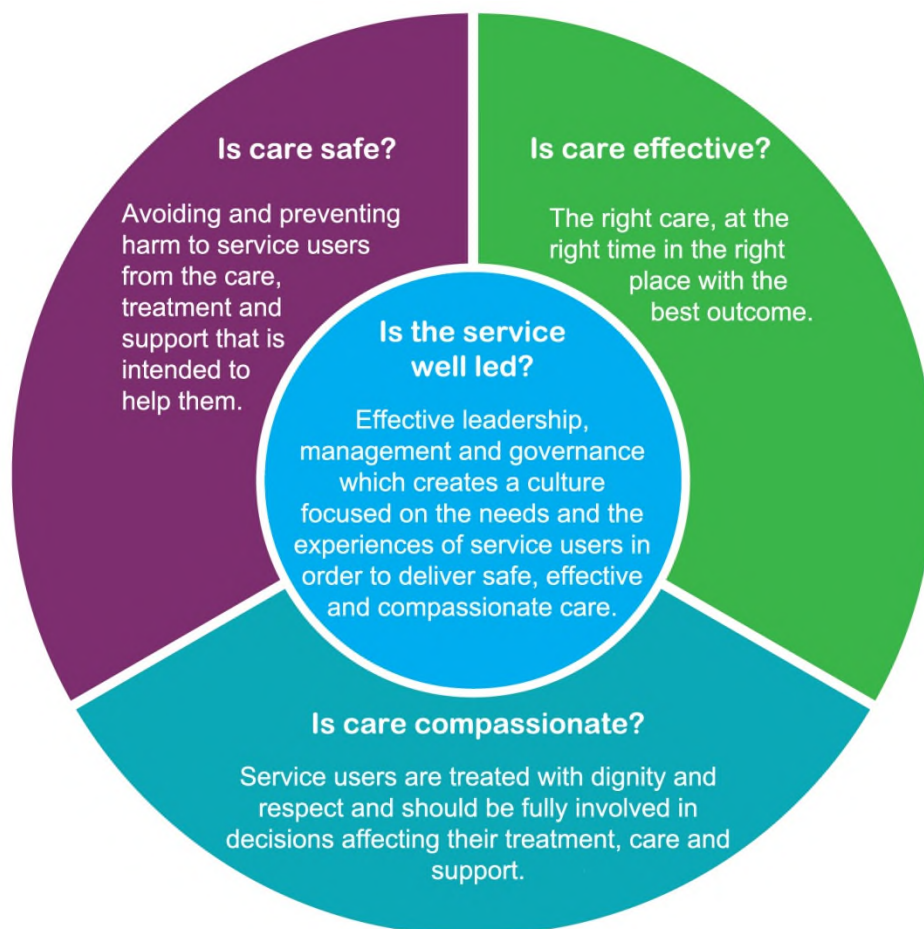 Is care safe?
Avoiding and preventing
harm to service users
from the care,
treatment and
support that is
intended to
help them.
Is care effective?
The right care, at the
right time in the right
place with the
best outcome.
Is the service
well led?
Effective leadership,
management and governance
which creates a culture
focused on the needs and the
experiences of service users in
order to deliver safe, effective
and compassionate care.
Is care compassionate?
Service users are treated with dignity and
respect and should be fully involved in
decisions affecting their treatment, care and
support.